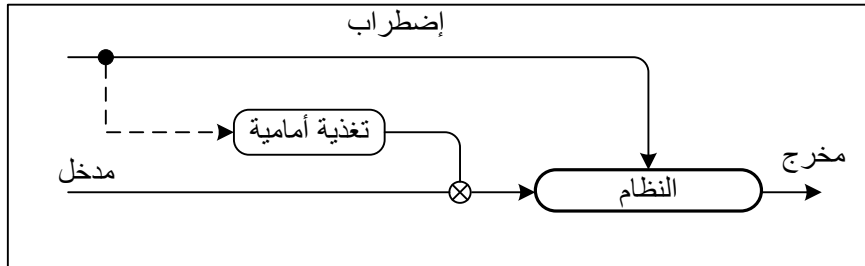 إضطراب
تغذية أمامية
مدخل
النظام
مخرج